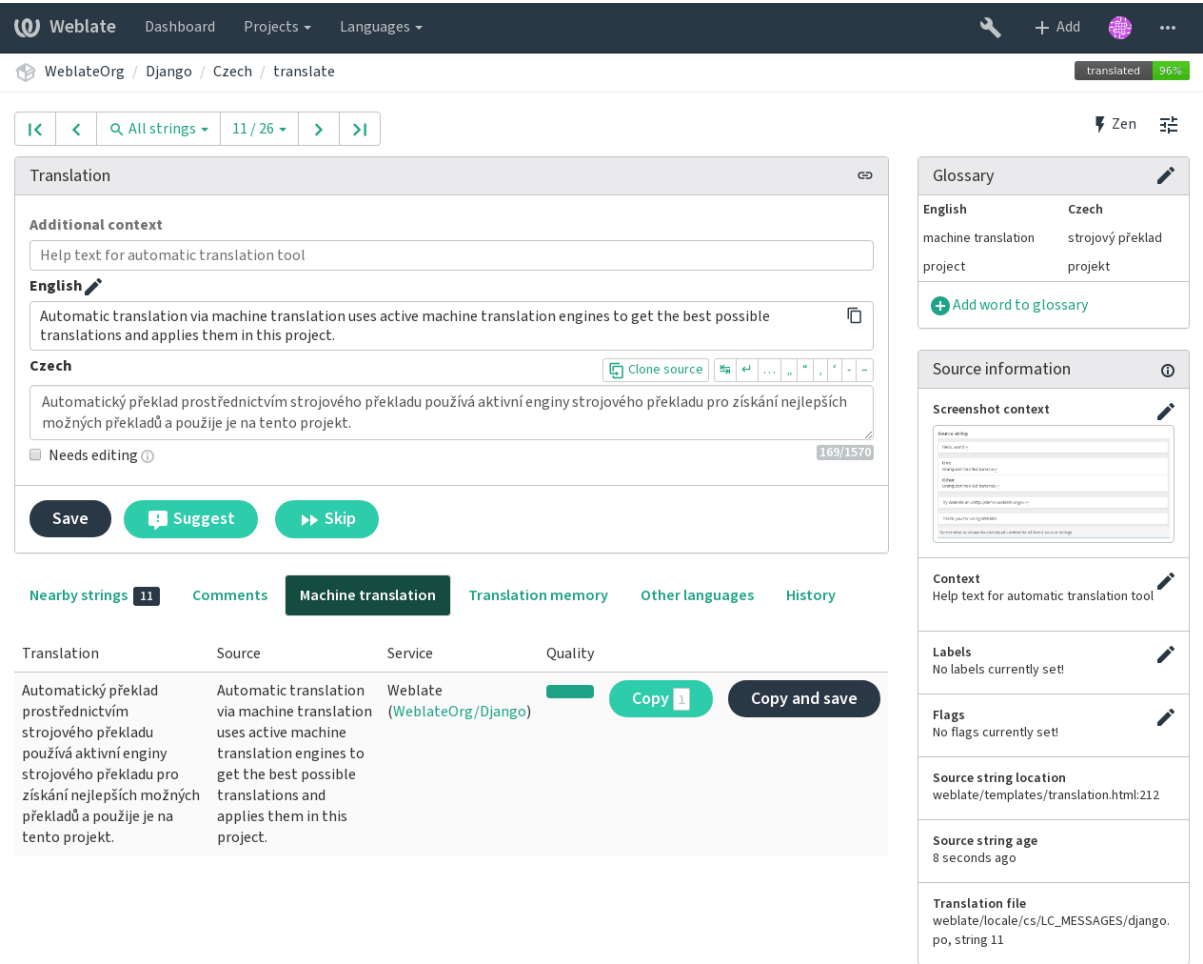 Weblate Dashboard Projects Languages Add
WeblateOrg / Django / Czech / translate
translated 96%
All strings 11 / 26
Zen
Translation
Additional context
Help text for automatic translation tool
English
Automatic translation via machine translation uses active machine translation engines to get the best possible
translations and applies them in this project.
Czech
Clone source ↹ ↵ … „ “ ‚ ‘ - –
Automatický překlad prostřednictvím strojového překladu používá aktivní enginy strojového překladu pro získání nejlepších
možných překladů a použije je na tento projekt.
Needs editing
169/1570
Save Suggest Skip
Nearby strings 11 Comments Machine translation Translation memory Other languages History
Translation Source Service Quality
Automatický překlad
prostřednictvím
strojového překladu
používá aktivní enginy
strojového překladu pro
získání nejlepších možných
překladů a použije je na
tento projekt.
Automatic translation
via machine translation
uses active machine
translation engines to
get the best possible
translations and
applies them in this
project.
Weblate
(WeblateOrg/Django)
Copy 1 Copy and save
Glossary
English Czech
machine translation strojový překlad
project projekt
Add word to glossary
Source information
Screenshot context
Source string
One
Other
Context
Help text for automatic translation tool
Labels
No labels currently set!
Flags
No flags currently set!
Source string location
weblate/templates/translation.html:212
Source string age
8 seconds ago
Translation file
weblate/locale/cs/LC_MESSAGES/django.
po, string 11